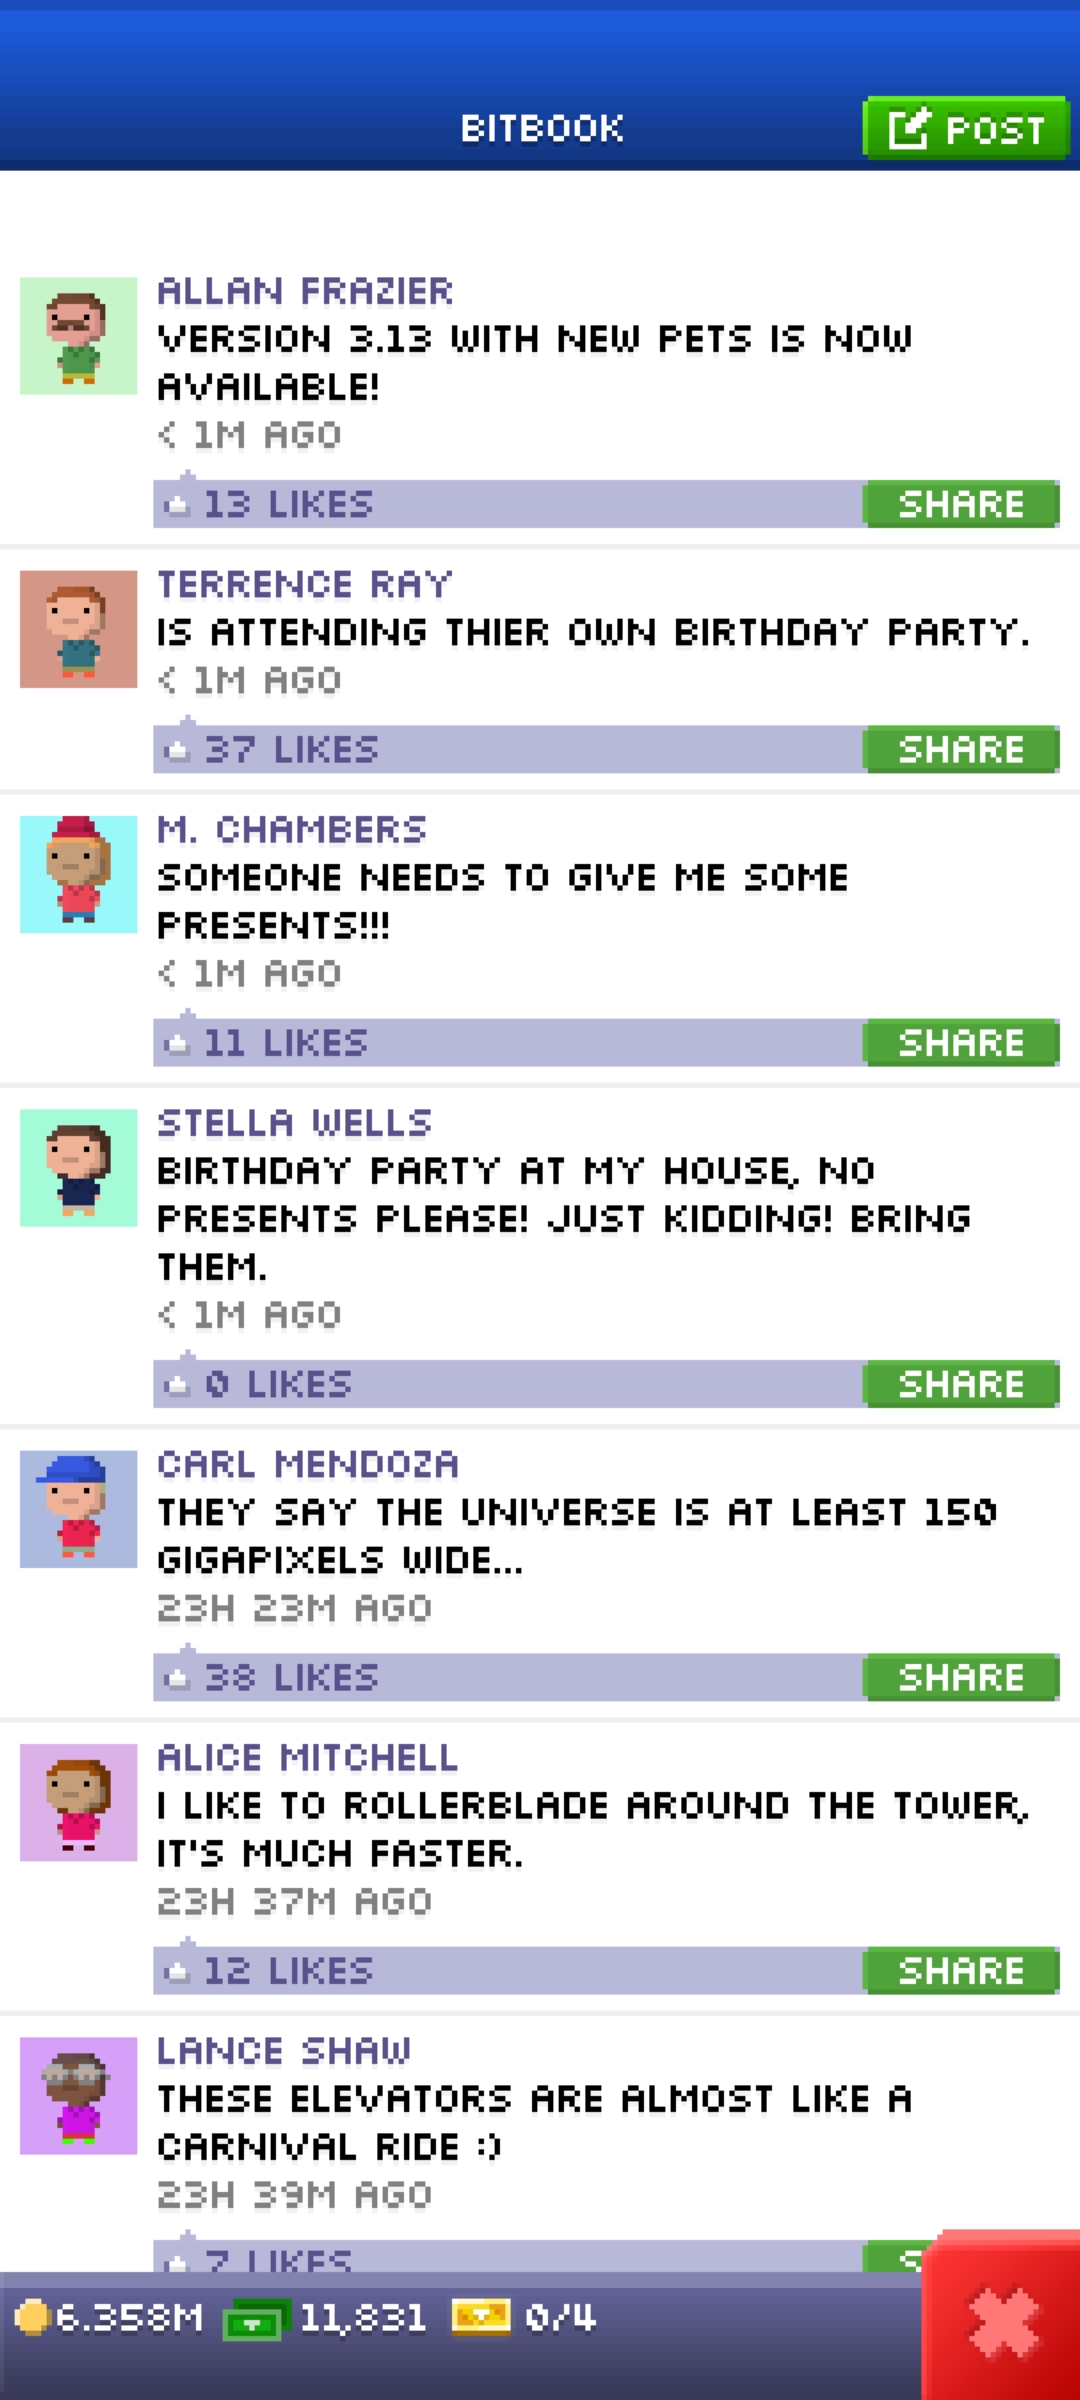 BITBOOK
POST
ALLAN FRAZIER
VERSION 3.13 WITH NEW PETS IS NOW
AVAILABLE!
< 1M AGO
13 LIKES
SHARE
TERRENCE RAY
IS ATTENDING THIER OWN BIRTHDAY PARTY.
< 1M AGO
37 LIKES
SHARE
M. CHAMBERS
SOMEONE NEEDS TO GIVE ME SOME
PRESENTS!!!
< 1M AGO
11 LIKES
SHARE
STELLA WELLS
BIRTHDAY PARTY AT MY HOUSE, NO
PRESENTS PLEASE! JUST KIDDING! BRING
THEM.
< 1M AGO
0 LIKES
SHARE
CARL MENDOZA
THEY SAY THE UNIVERSE IS AT LEAST 150
GIGAPIXELS WIDE...
23H 23M AGO
38 LIKES
SHARE
ALICE MITCHELL
I LIKE TO ROLLERBLADE AROUND THE TOWER,
IT'S MUCH FASTER.
23H 37M AGO
12 LIKES
SHARE
LANCE SHAW
THESE ELEVATORS ARE ALMOST LIKE A
CARNIVAL RIDE :)
23H 39M AGO
7 LIKES
6.358M 11,831 0/4